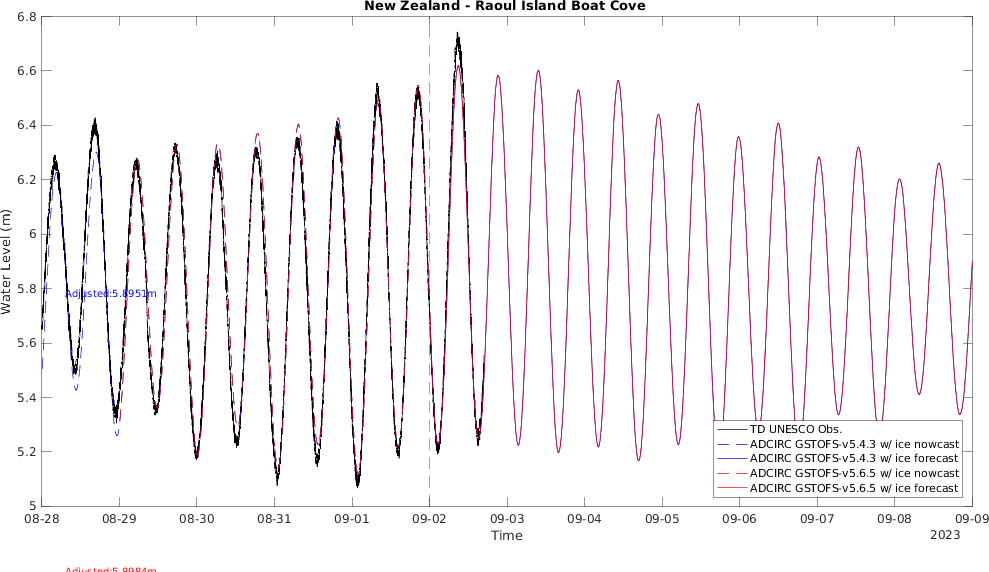 New Zealand - Raoul Island Boat Cove
6.8
6.6
6.4
6.2
6
5.8
5.6
5.4
5.2
5
Water Level (m)
Adjusted:5.8951m
TD UNESCO Obs.
ADCIRC GSTOFS-v5.4.3 w/ ice nowcast
ADCIRC GSTOFS-v5.4.3 w/ ice forecast
ADCIRC GSTOFS-v5.6.5 w/ ice nowcast
ADCIRC GSTOFS-v5.6.5 w/ ice forecast
08-28 08-29 08-30 08-31 09-01 09-02 09-03 09-04 09-05 09-06 09-07 09-08 09-09
Time
2023
Adjusted:5.8984m